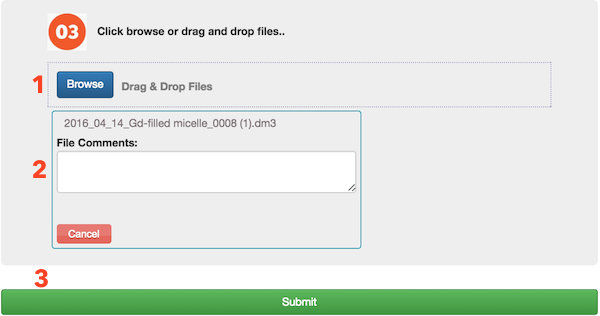 03 Click browse or drag and drop files..
1 Browse Drag & Drop Files
2016_04_14_Gd-filled micelle_0008 (1).dm3
File Comments:
2
Cancel
3
Submit